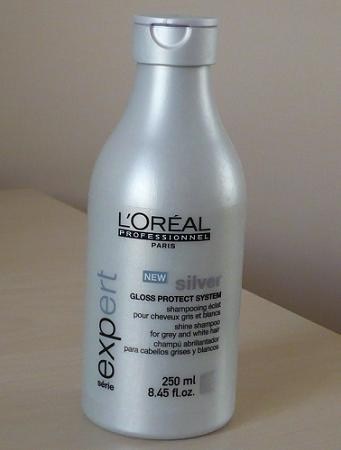 L'ORÉAL
PROFESSIONNEL
PARIS
NEW silver
GLOSS PROTECT SYSTEM
shampooing éclat
pour cheveux gris et blancs
shine shampoo
for grey and white hair
champú abrillantador
para cabellos grises y blancos
250 ml
8.45 fl.oz.
série expert